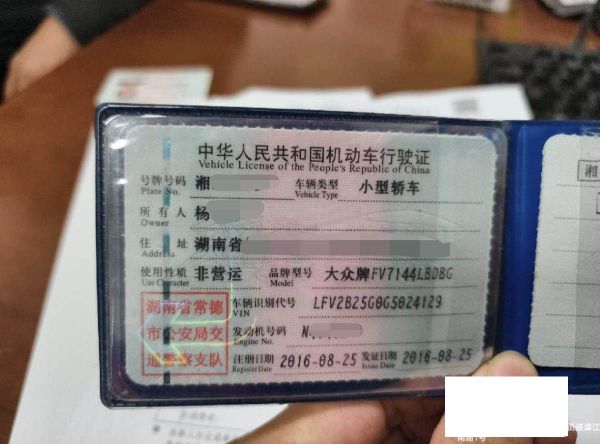 中华人民共和国机动车行驶证
Vehicle License of the People's Republic of China
号牌号码 湘 车辆类型 小型轿车
Plate No. Vehicle Type
所有人 杨
Owner
住址 湖南省
Address
使用性质 非营运 品牌型号 大众牌FV7144LBDBG
Use Character Model
湖南省常德 车辆识别代号 LFV2B25G0G5024129
VIN
市公安局交 发动机号码 N
Engine No.
通警察支队 注册日期 2016-08-25 发证日期 2016-08-25
Register Date Issue Date
湘